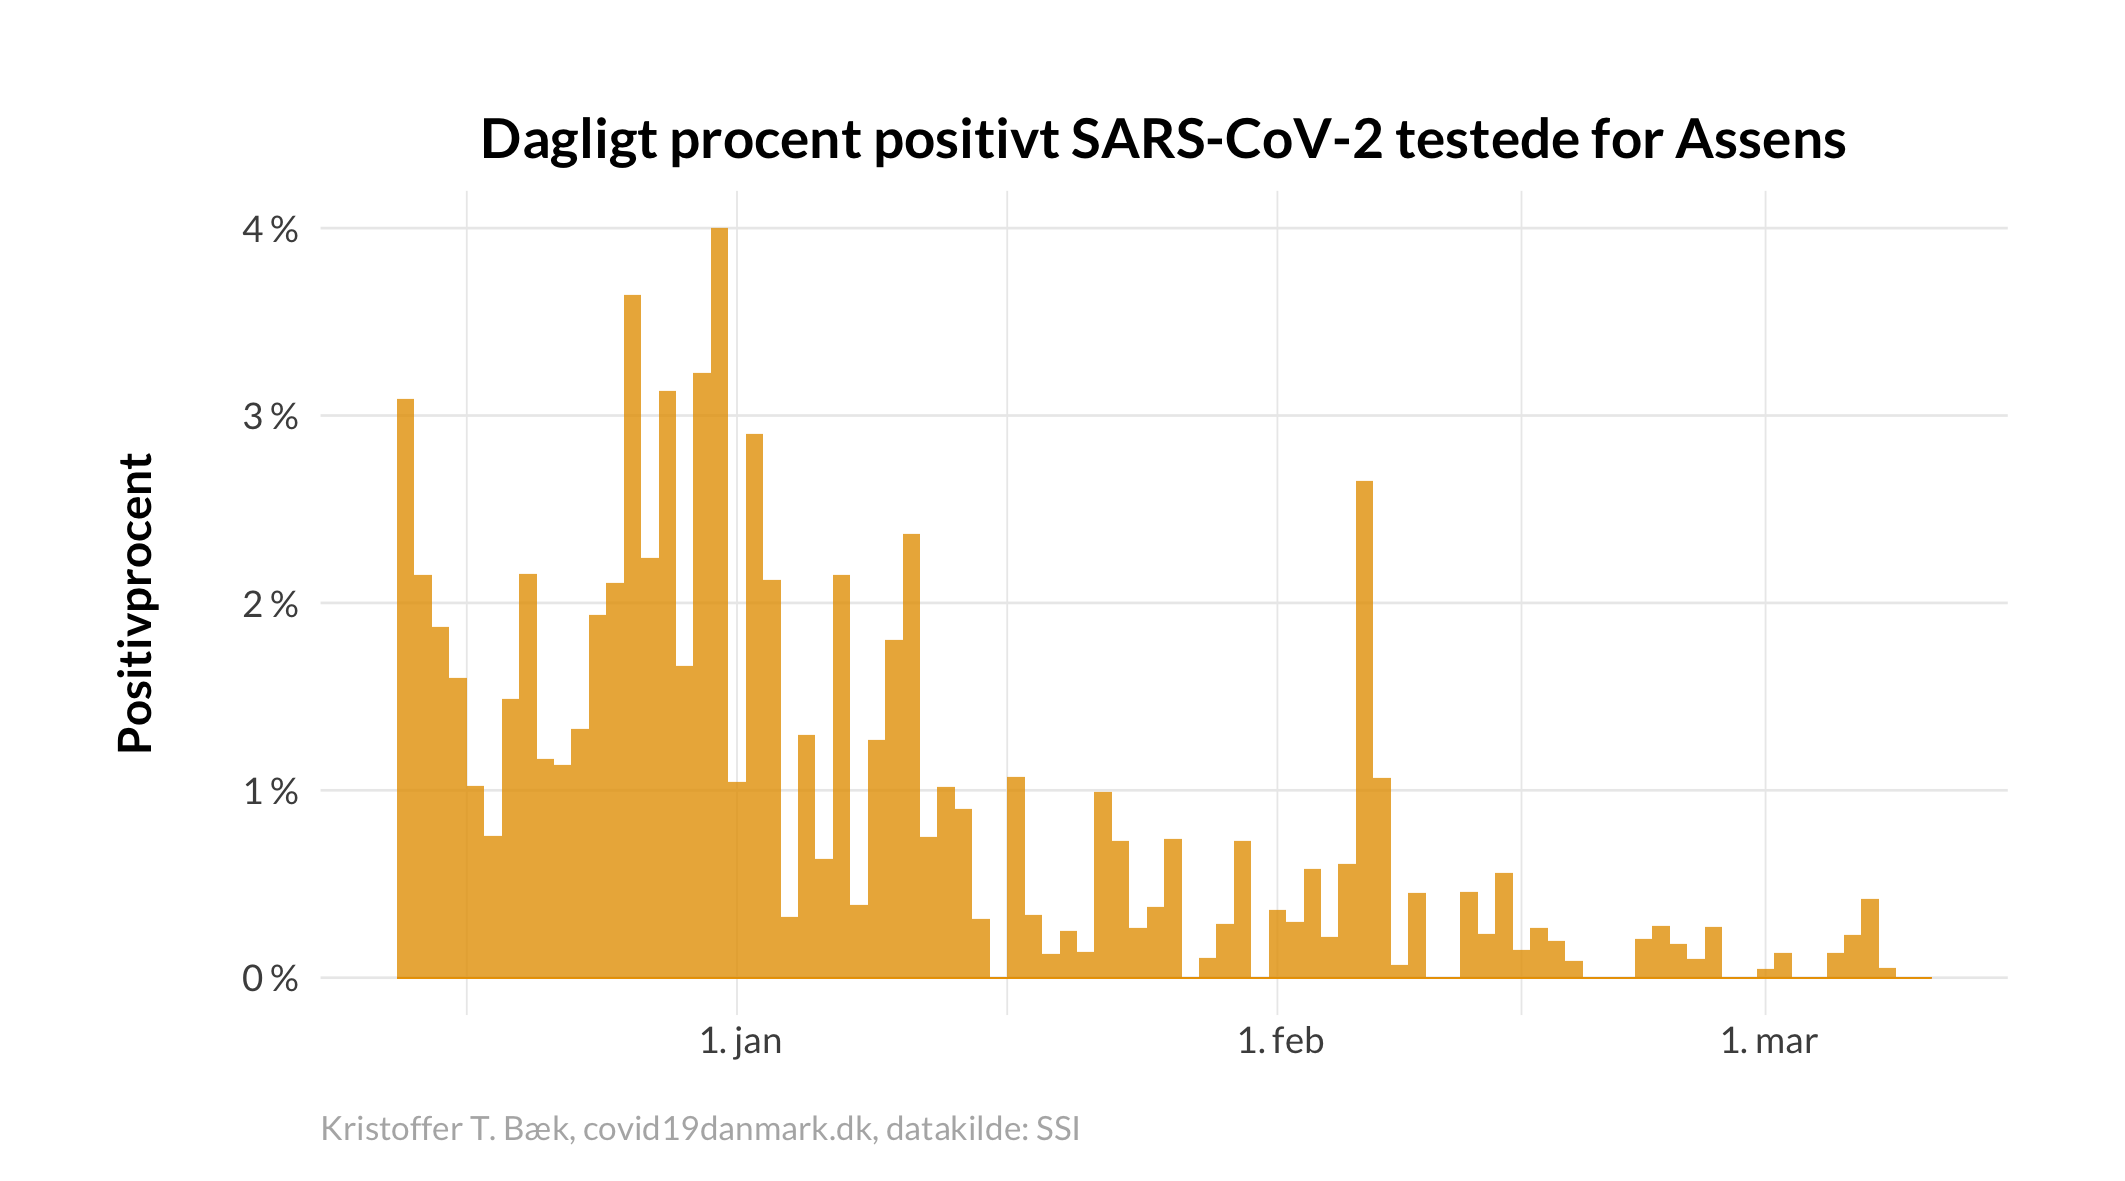 Dagligt procent positivt SARS-CoV-2 testede for Assens
Positivprocent
4 %
3 %
2 %
1 %
0 %
1. jan
1. feb
1. mar
Kristoffer T. Bæk, covid19danmark.dk, datakilde: SSI